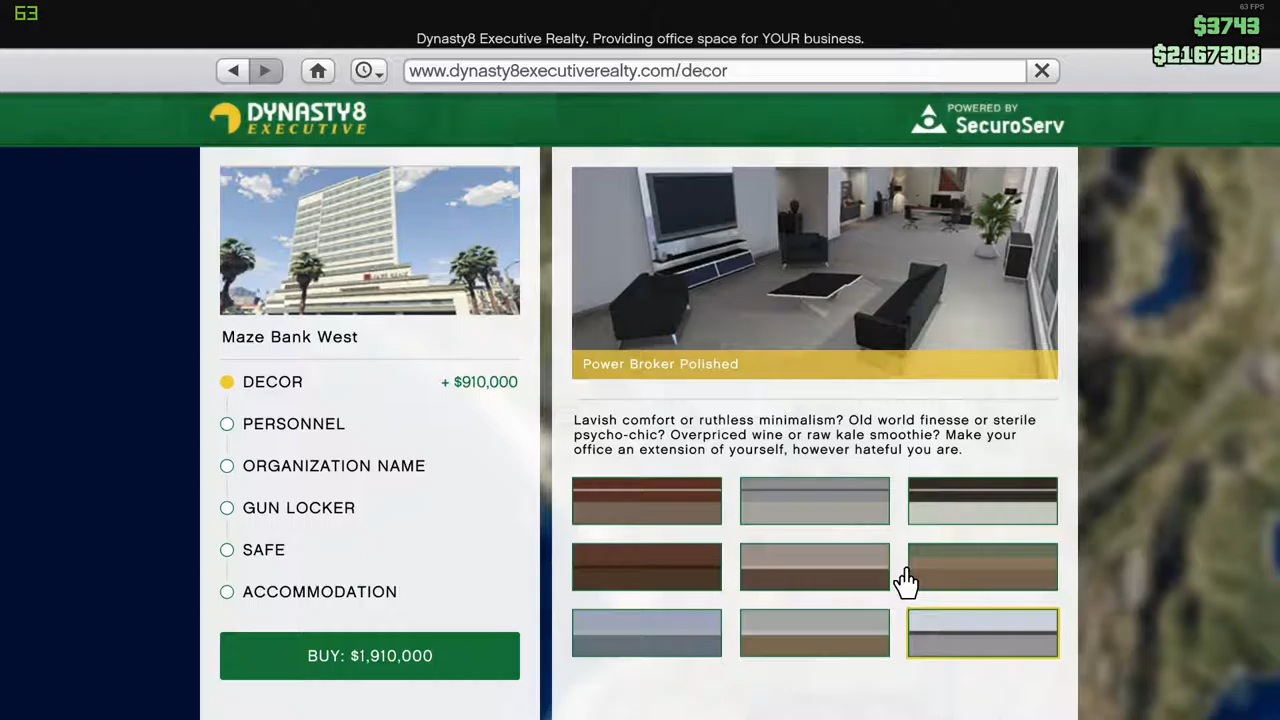 63
63 FPS
$3743
$2167308
Dynasty8 Executive Realty. Providing office space for YOUR business.
www.dynasty8executiverealty.com/decor
DYNASTY8
EXECUTIVE
POWERED BY
SecuroServ
Maze Bank West
DECOR + $910,000
PERSONNEL
ORGANIZATION NAME
GUN LOCKER
SAFE
ACCOMMODATION
BUY: $1,910,000
Power Broker Polished
Lavish comfort or ruthless minimalism? Old world finesse or sterile
psycho-chic? Overpriced wine or raw kale smoothie? Make your
office an extension of yourself, however hateful you are.